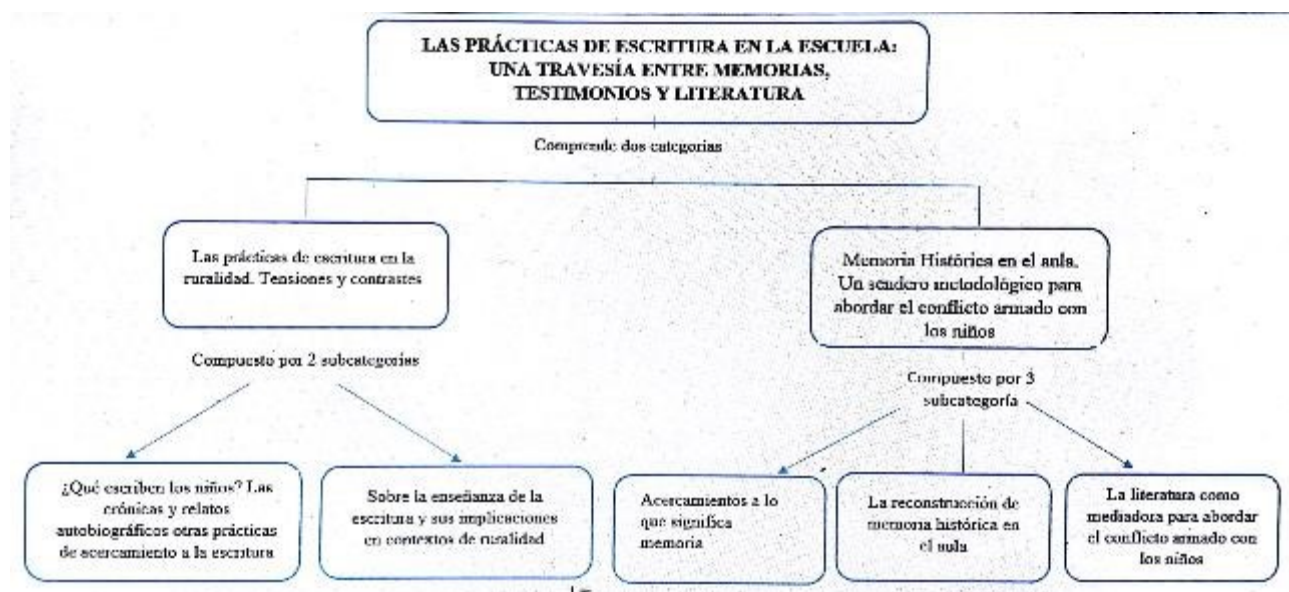 LAS PRÁCTICAS DE ESCRITURA EN LA ESCUELA:
UNA TRAVESÍA ENTRE MEMORIAS,
TESTIMONIOS Y LITERATURA
Comprende dos categorías
Las prácticas de escritura en la
ruralidad. Tensiones y contrastes
Memoria Histórica en el aula.
Un sendero metodológico para
abordar el conflicto armado con
los niños
Compuesto por 2 subcategorías
Compuesto por 3
subcategoría
¿Qué escriben los niños? Las
crónicas y relatos
autobiográficos otras prácticas
de acercamiento a la escritura
Sobre la enseñanza de la
escritura y sus implicaciones
en contextos de ruralidad
Acercamientos a lo
que significa
memoria
La reconstrucción de
memoria histórica en
el aula
La literatura como
mediadora para abordar
el conflicto armado con
los niños